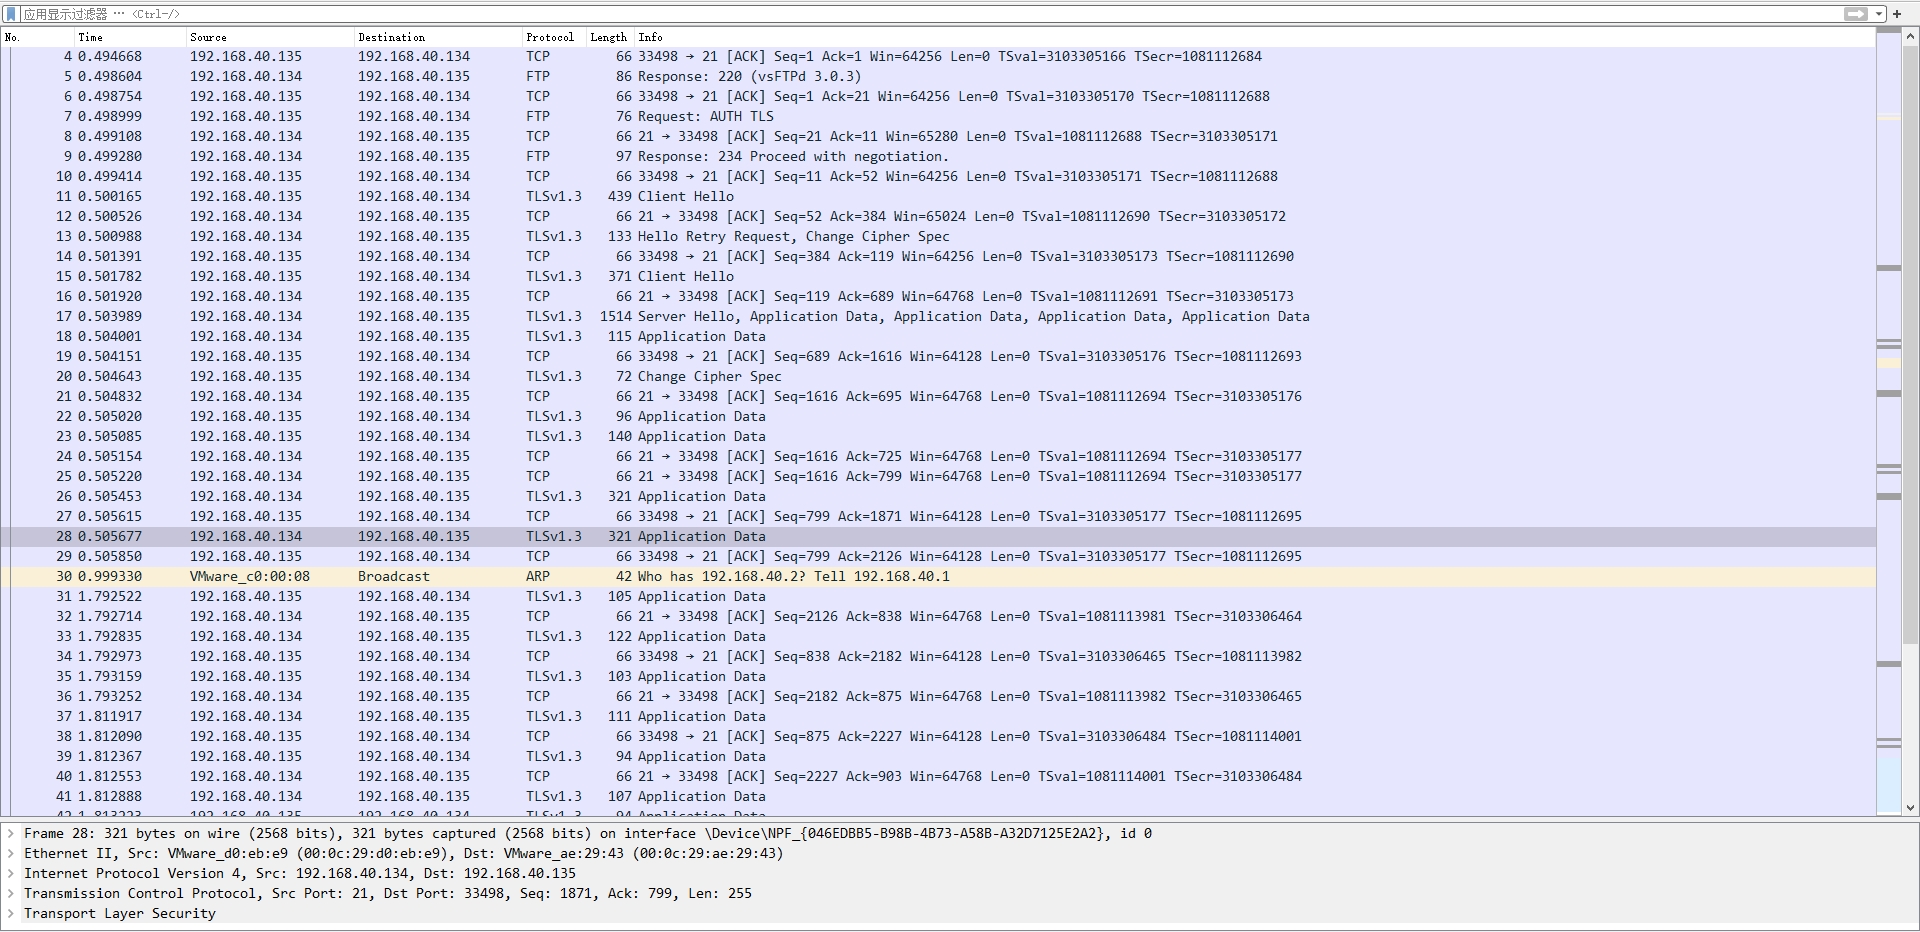 应用显示过滤器 … <Ctrl-/>
No. Time Source Destination Protocol Length Info
4 0.494668 192.168.40.135 192.168.40.134 TCP 66 33498 → 21 [ACK] Seq=1 Ack=1 Win=64256 Len=0 TSval=3103305166 TSecr=1081112684
5 0.498604 192.168.40.134 192.168.40.135 FTP 86 Response: 220 (vsFTPd 3.0.3)
6 0.498754 192.168.40.135 192.168.40.134 TCP 66 33498 → 21 [ACK] Seq=1 Ack=21 Win=64256 Len=0 TSval=3103305170 TSecr=1081112688
7 0.498999 192.168.40.135 192.168.40.134 FTP 76 Request: AUTH TLS
8 0.499108 192.168.40.134 192.168.40.135 TCP 66 21 → 33498 [ACK] Seq=21 Ack=11 Win=65280 Len=0 TSval=1081112688 TSecr=3103305171
9 0.499280 192.168.40.134 192.168.40.135 FTP 97 Response: 234 Proceed with negotiation.
10 0.499414 192.168.40.135 192.168.40.134 TCP 66 33498 → 21 [ACK] Seq=11 Ack=52 Win=64256 Len=0 TSval=3103305171 TSecr=1081112688
11 0.500165 192.168.40.135 192.168.40.134 TLSv1.3 439 Client Hello
12 0.500526 192.168.40.134 192.168.40.135 TCP 66 21 → 33498 [ACK] Seq=52 Ack=384 Win=65024 Len=0 TSval=1081112690 TSecr=3103305172
13 0.500988 192.168.40.134 192.168.40.135 TLSv1.3 133 Hello Retry Request, Change Cipher Spec
14 0.501391 192.168.40.135 192.168.40.134 TCP 66 33498 → 21 [ACK] Seq=384 Ack=119 Win=64256 Len=0 TSval=3103305173 TSecr=1081112690
15 0.501782 192.168.40.135 192.168.40.134 TLSv1.3 371 Client Hello
16 0.501920 192.168.40.134 192.168.40.135 TCP 66 21 → 33498 [ACK] Seq=119 Ack=689 Win=64768 Len=0 TSval=1081112691 TSecr=3103305173
17 0.503989 192.168.40.134 192.168.40.135 TLSv1.3 1514 Server Hello, Application Data, Application Data, Application Data, Application Data
18 0.504001 192.168.40.134 192.168.40.135 TLSv1.3 115 Application Data
19 0.504151 192.168.40.135 192.168.40.134 TCP 66 33498 → 21 [ACK] Seq=689 Ack=1616 Win=64128 Len=0 TSval=3103305176 TSecr=1081112693
20 0.504643 192.168.40.135 192.168.40.134 TLSv1.3 72 Change Cipher Spec
21 0.504832 192.168.40.134 192.168.40.135 TCP 66 21 → 33498 [ACK] Seq=1616 Ack=695 Win=64768 Len=0 TSval=1081112694 TSecr=3103305176
22 0.505020 192.168.40.135 192.168.40.134 TLSv1.3 96 Application Data
23 0.505085 192.168.40.135 192.168.40.134 TLSv1.3 140 Application Data
24 0.505154 192.168.40.134 192.168.40.135 TCP 66 21 → 33498 [ACK] Seq=1616 Ack=725 Win=64768 Len=0 TSval=1081112694 TSecr=3103305177
25 0.505220 192.168.40.134 192.168.40.135 TCP 66 21 → 33498 [ACK] Seq=1616 Ack=799 Win=64768 Len=0 TSval=1081112694 TSecr=3103305177
26 0.505453 192.168.40.134 192.168.40.135 TLSv1.3 321 Application Data
27 0.505615 192.168.40.135 192.168.40.134 TCP 66 33498 → 21 [ACK] Seq=799 Ack=1871 Win=64128 Len=0 TSval=3103305177 TSecr=1081112695
28 0.505677 192.168.40.134 192.168.40.135 TLSv1.3 321 Application Data
29 0.505850 192.168.40.135 192.168.40.134 TCP 66 33498 → 21 [ACK] Seq=799 Ack=2126 Win=64128 Len=0 TSval=3103305177 TSecr=1081112695
30 0.999330 VMware_c0:00:08 Broadcast ARP 42 Who has 192.168.40.2? Tell 192.168.40.1
31 1.792522 192.168.40.135 192.168.40.134 TLSv1.3 105 Application Data
32 1.792714 192.168.40.134 192.168.40.135 TCP 66 21 → 33498 [ACK] Seq=2126 Ack=838 Win=64768 Len=0 TSval=1081113981 TSecr=3103306464
33 1.792835 192.168.40.134 192.168.40.135 TLSv1.3 122 Application Data
34 1.792973 192.168.40.135 192.168.40.134 TCP 66 33498 → 21 [ACK] Seq=838 Ack=2182 Win=64128 Len=0 TSval=3103306465 TSecr=1081113982
35 1.793159 192.168.40.135 192.168.40.134 TLSv1.3 103 Application Data
36 1.793252 192.168.40.134 192.168.40.135 TCP 66 21 → 33498 [ACK] Seq=2182 Ack=875 Win=64768 Len=0 TSval=1081113982 TSecr=3103306465
37 1.811917 192.168.40.134 192.168.40.135 TLSv1.3 111 Application Data
38 1.812090 192.168.40.135 192.168.40.134 TCP 66 33498 → 21 [ACK] Seq=875 Ack=2227 Win=64128 Len=0 TSval=3103306484 TSecr=1081114001
39 1.812367 192.168.40.135 192.168.40.134 TLSv1.3 94 Application Data
40 1.812553 192.168.40.134 192.168.40.135 TCP 66 21 → 33498 [ACK] Seq=2227 Ack=903 Win=64768 Len=0 TSval=1081114001 TSecr=3103306484
41 1.812888 192.168.40.134 192.168.40.135 TLSv1.3 107 Application Data
Frame 28: 321 bytes on wire (2568 bits), 321 bytes captured (2568 bits) on interface \Device\NPF_{046EDBB5-B98B-4B73-A58B-A32D7125E2A2}, id 0
Ethernet II, Src: VMware_d0:eb:e9 (00:0c:29:d0:eb:e9), Dst: VMware_ae:29:43 (00:0c:29:ae:29:43)
Internet Protocol Version 4, Src: 192.168.40.134, Dst: 192.168.40.135
Transmission Control Protocol, Src Port: 21, Dst Port: 33498, Seq: 1871, Ack: 799, Len: 255
Transport Layer Security